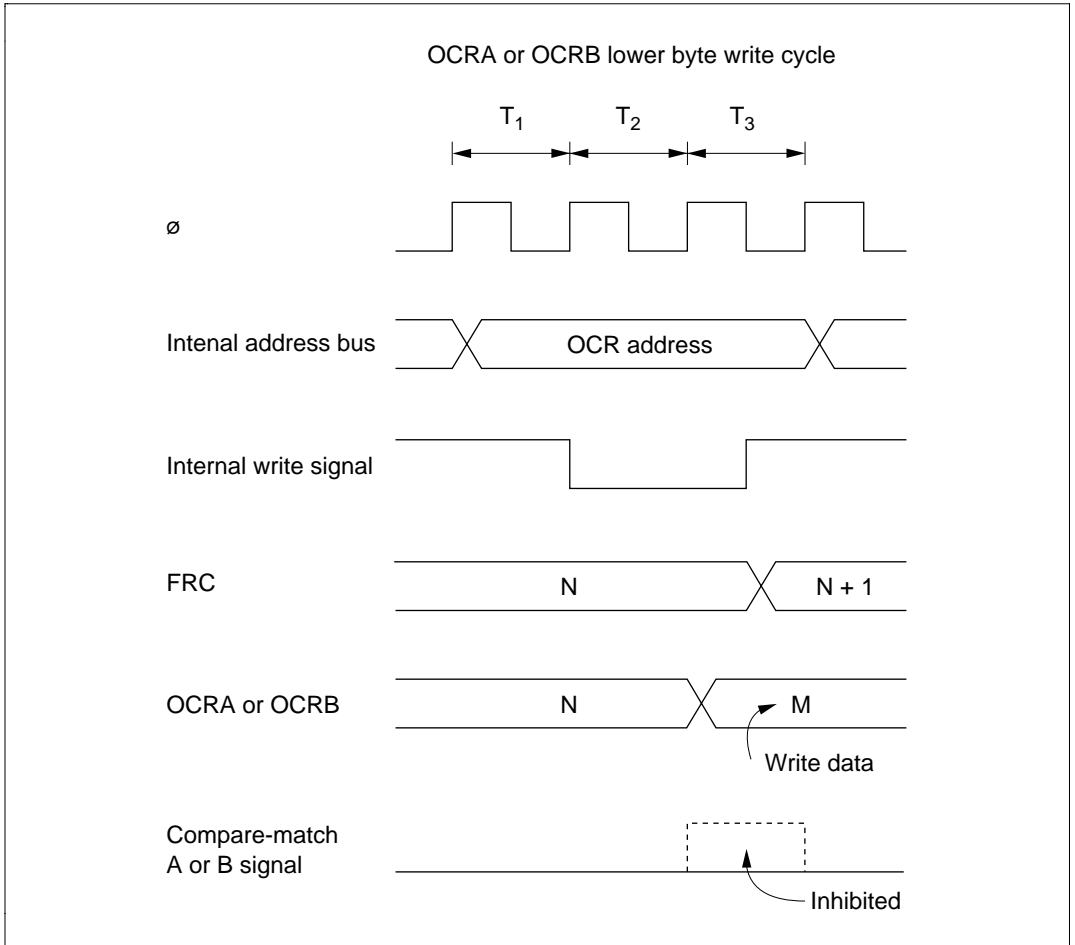 OCRA or OCRB lower byte write cycle
T1 T2 T3
ø
Intenal address bus
OCR address
Internal write signal
FRC
N
N + 1
OCRA or OCRB
N
M
Write data
Compare-match
A or B signal
Inhibited